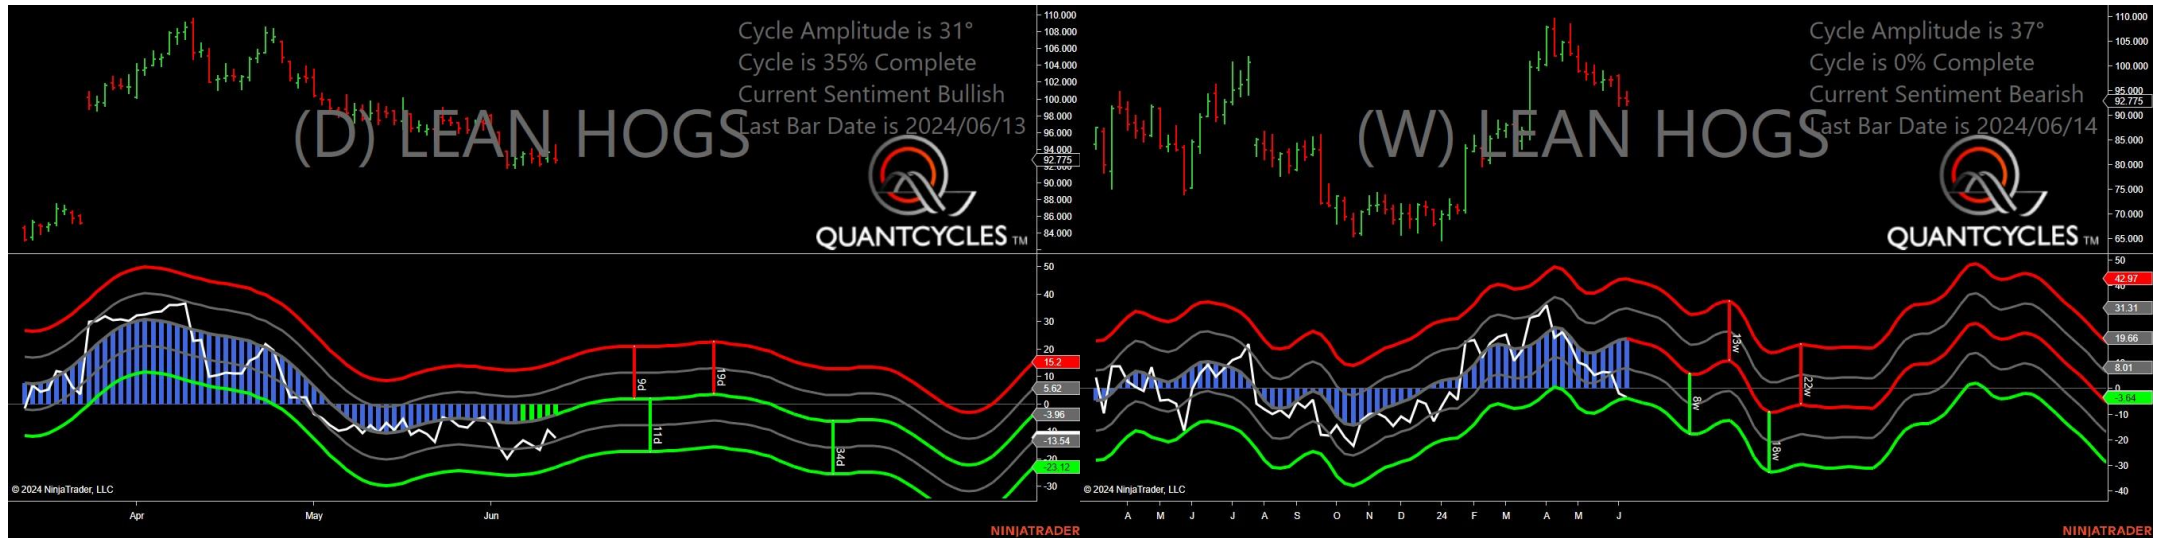 Cycle Amplitude is 31°
Cycle is 35% Complete
Current Sentiment Bullish
Last Bar Date is 2024/06/13
(D) LEAN HOGS
QUANTCYCLES TM
110.000
108.000
106.000
104.000
102.000
100.000
98.000
96.000
94.000
92.775
90.000
88.000
86.000
84.000
50
40
30
20
15.2
10
5.62
0
-3.96
-13.54
-20
-23.12
-30
9d
19d
11d
34d
© 2024 NinjaTrader, LLC
Apr
May
Jun
NINJATRADER
Cycle Amplitude is 37°
Cycle is 0% Complete
Current Sentiment Bearish
Last Bar Date is 2024/06/14
(W) LEAN HOGS
QUANTCYCLES TM
110.000
105.000
100.000
95.000
92.775
90.000
85.000
80.000
75.000
70.000
65.000
50
42.97
40
31.31
19.66
8.01
0
-3.64
-10
-20
-30
-40
13w
22w
8w
18w
© 2024 NinjaTrader, LLC
A M J J A S O N D 24 F M A M J
NINJATRADER